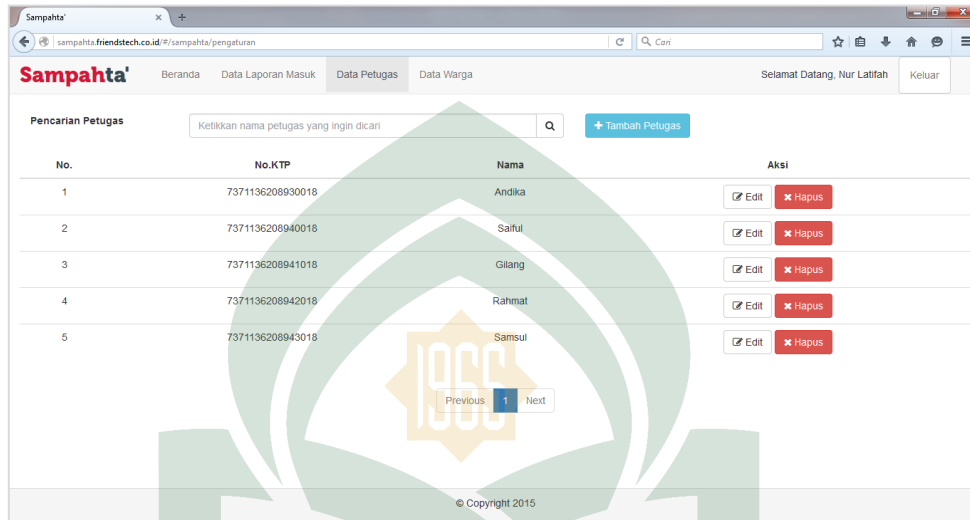 Sampahta'
sampahta.friendstech.co.id/#/sampahta/pengaturan
Cari
Sampahta' Beranda Data Laporan Masuk Data Petugas Data Warga Selamat Datang, Nur Latifah Keluar
Pencarian Petugas Ketikkan nama petugas yang ingin dicari Tambah Petugas
No. No.KTP Nama Aksi
1 7371136208930018 Andika Edit Hapus
2 7371136208940018 Saiful Edit Hapus
3 7371136208941018 Gilang Edit Hapus
4 7371136208942018 Rahmat Edit Hapus
5 7371136208943018 Samsul Edit Hapus
1965
Previous 1 Next
© Copyright 2015